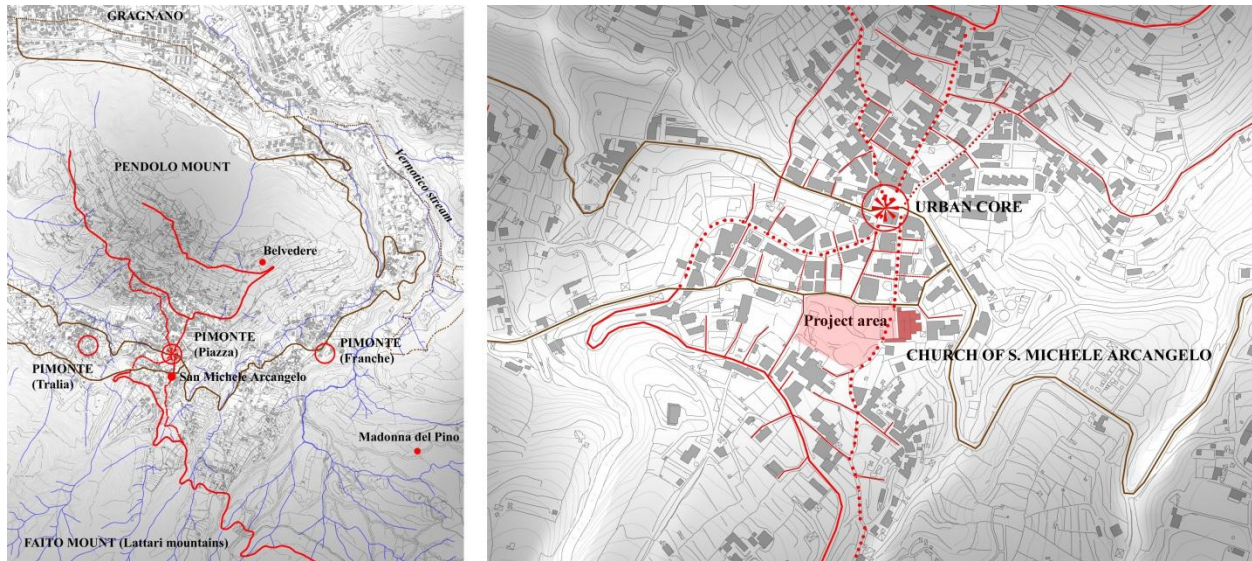 GRAGNANO
PENDOLO MOUNT
Vernotico stream
Belvedere
PIMONTE
(Piazza)
PIMONTE
(Franche)
PIMONTE
(Tralia)
San Michele Arcangelo
Madonna del Pino
FAITO MOUNT (Lattari mountains)
URBAN CORE
Project area
CHURCH OF S. MICHELE ARCANGELO